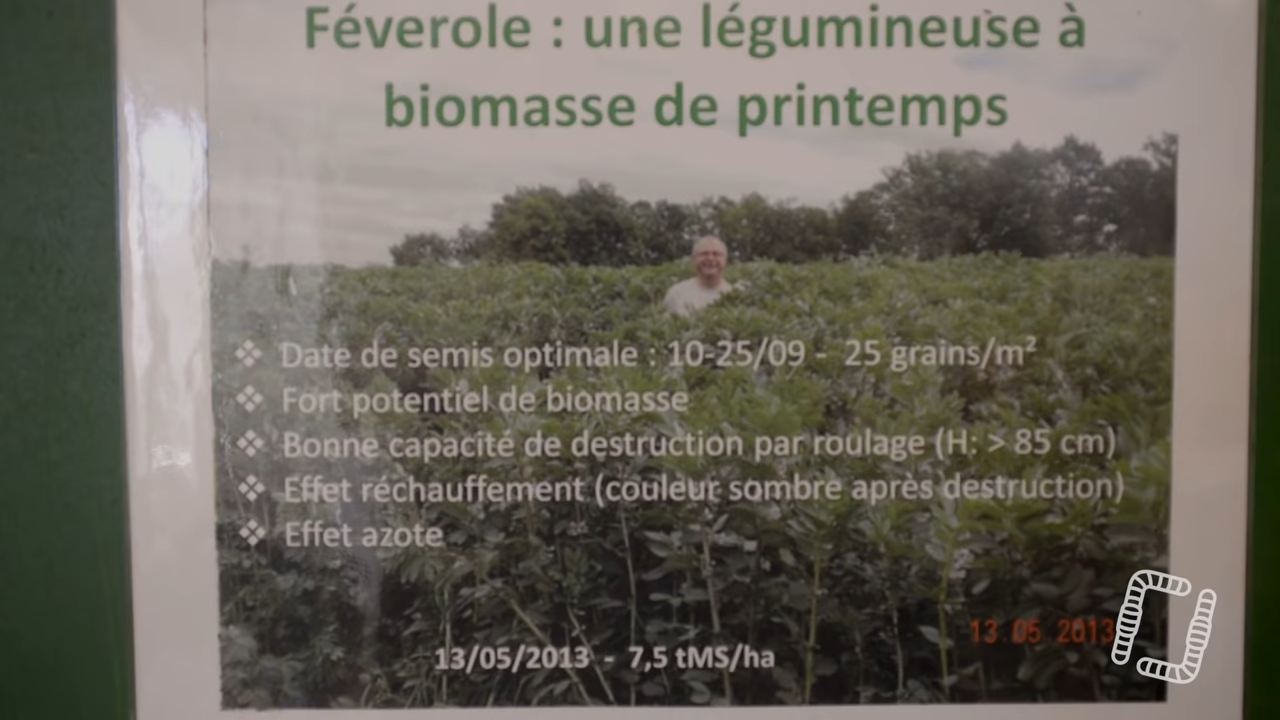 Féverole : une légumineuse à
biomasse de printemps
❖ Date de semis optimale : 10-25/09 - 25 grains/m²
❖ Fort potentiel de biomasse
❖ Bonne capacité de destruction par roulage (H: > 85 cm)
❖ Effet réchauffement (couleur sombre après destruction)
❖ Effet azote
13 05 2013
13/05/2013 - 7,5 tMS/ha